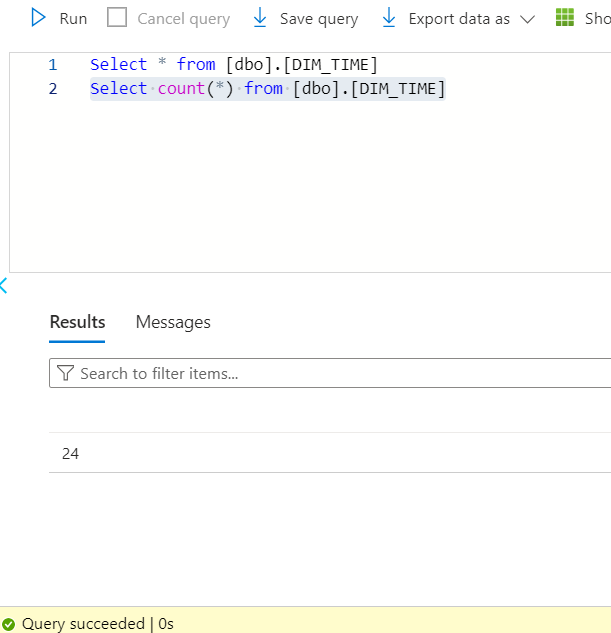 Run Cancel query Save query Export data as Sho
1 Select * from [dbo].[DIM_TIME]
2 Select count(*) from [dbo].[DIM_TIME]
Results Messages
Search to filter items...
24
Query succeeded | 0s